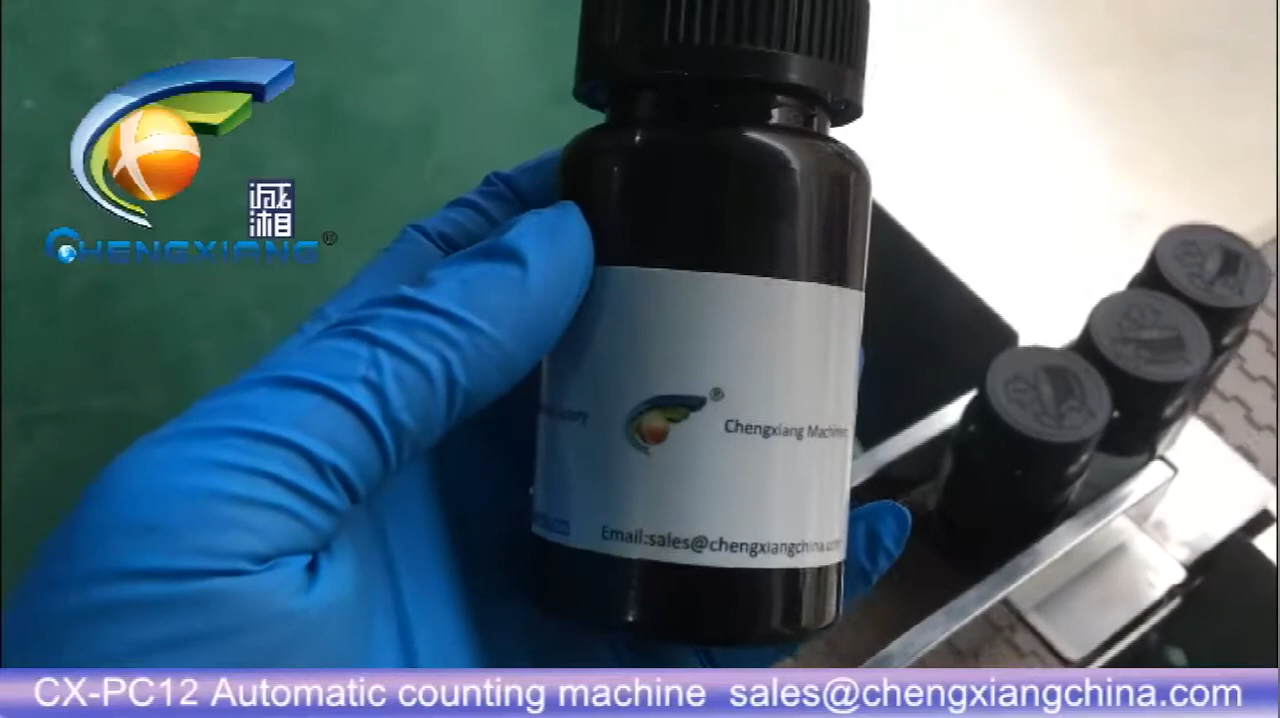 诚湘
CHENGXIANG®
®
Chengxiang Machinery
Email:sales@chengxiangchina.com
CX-PC12 Automatic counting machine sales@chengxiangchina.com